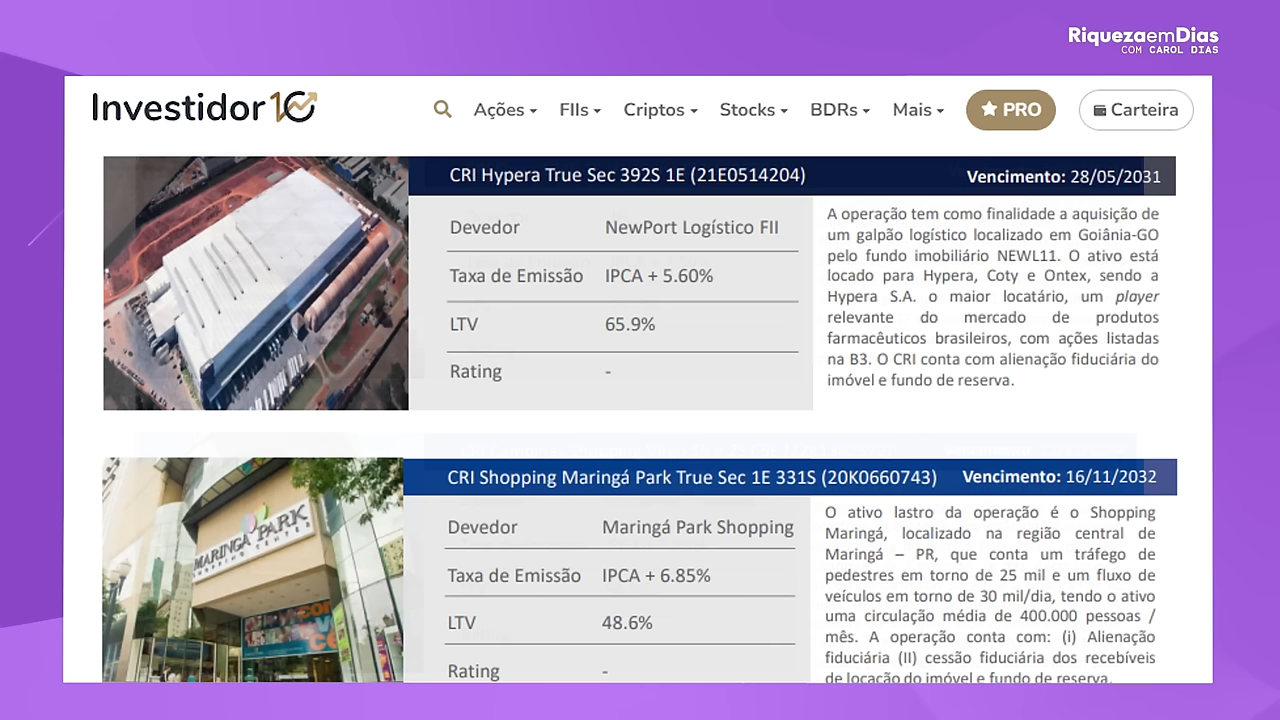 RiquezaemDias
COM CAROL DIAS
Investidor10
Ações
FIIs
Criptos
Stocks
BDRs
Mais
PRO
Carteira
CRI Hypera True Sec 392S 1E (21E0514204)
Vencimento: 28/05/2031
Devedor NewPort Logístico FII
Taxa de Emissão IPCA + 5.60%
LTV 65.9%
Rating -
A operação tem como finalidade a aquisição de
um galpão logístico localizado em Goiânia-GO
pelo fundo imobiliário NEWL11. O ativo está
locado para Hypera, Coty e Ontex, sendo a
Hypera S.A. o maior locatário, um player
relevante do mercado de produtos
farmacêuticos brasileiros, com ações listadas
na B3. O CRI conta com alienação fiduciária do
imóvel e fundo de reserva.
MARINGÁ PARK
SHOPPING CENTER
CRI Shopping Maringá Park True Sec 1E 331S (20K0660743)
Vencimento: 16/11/2032
Devedor Maringá Park Shopping
Taxa de Emissão IPCA + 6.85%
LTV 48.6%
Rating -
O ativo lastro da operação é o Shopping
Maringá, localizado na região central de
Maringá – PR, que conta um tráfego de
pedestres em torno de 25 mil e um fluxo de
veículos em torno de 30 mil/dia, tendo o ativo
uma circulação média de 400.000 pessoas /
mês. A operação conta com: (i) Alienação
fiduciária (II) cessão fiduciária dos recebíveis
de locação do imóvel e fundo de reserva.